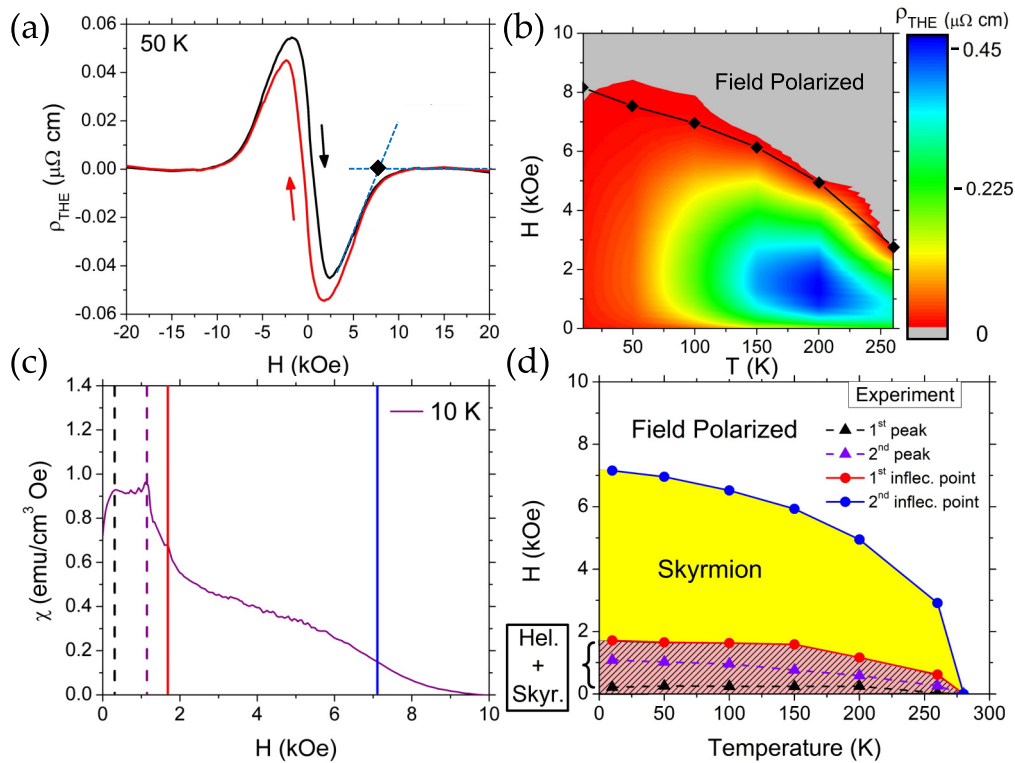 (a)
50 K
ρTHE (μΩ cm)
0.06
0.04
0.02
0.00
-0.02
-0.04
-0.06
-20 -15 -10 -5 0 5 10 15 20
H (kOe)
(b)
ρTHE (μΩ cm)
Field Polarized
H (kOe)
10
8
6
4
2
0
50 100 150 200 250
T (K)
-0.45
-0.225
0
(c)
10 K
χ (emu/cm³ Oe)
1.4
1.2
1.0
0.8
0.6
0.4
0.2
0.0
0 2 4 6 8 10
H (kOe)
(d)
Experiment
1st peak
2nd peak
1st inflec. point
2nd inflec. point
Field Polarized
Skyrmion
Hel.
+
Skyr.
H (kOe)
10
8
6
4
2
0
0 50 100 150 200 250 300
Temperature (K)